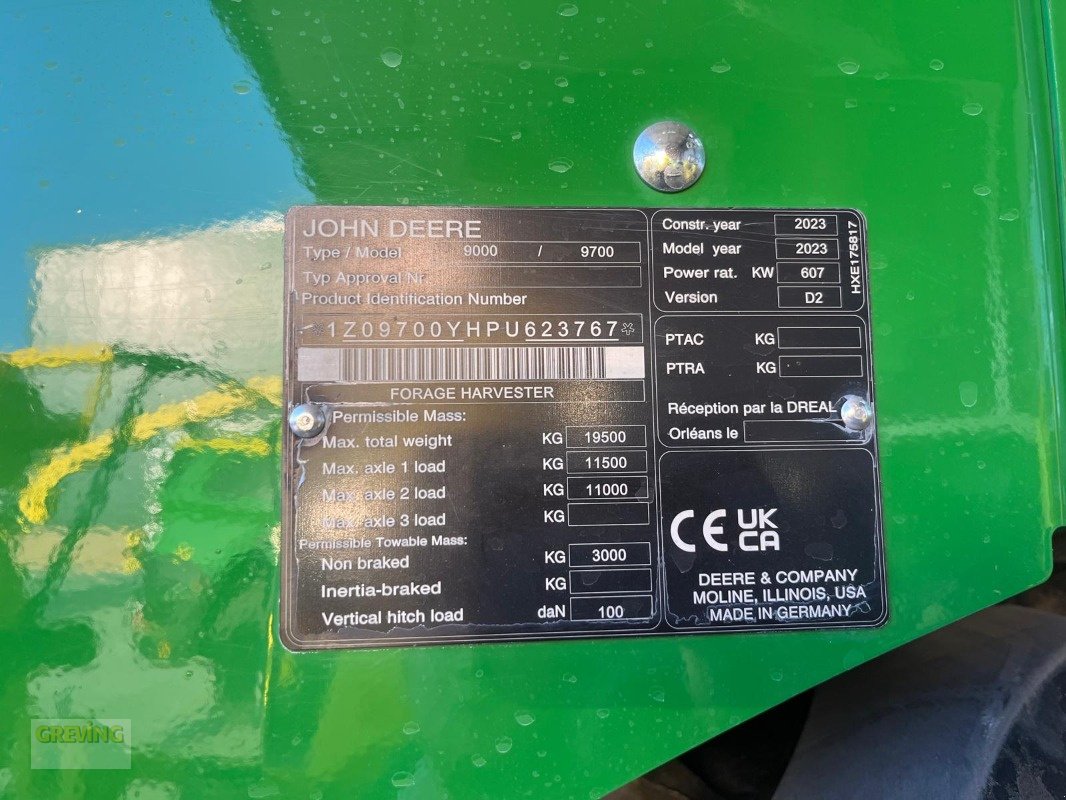 JOHN DEERE
Type / Model 9000 / 9700
Typ Approval Nr
Product Identification Number
*1Z09700YHPU623767*
FORAGE HARVESTER
Permissible Mass:
Max. total weight KG 19500
Max. axle 1 load KG 11500
Max. axle 2 load KG 11000
Max. axle 3 load KG
Permissible Towable Mass:
Non braked KG 3000
Inertia-braked KG
Vertical hitch load daN 100
Constr. year 2023
Model year 2023
Power rat. KW 607
Version D2
HXE175817
PTAC KG
PTRA KG
Réception par la DREAL
Orléans le
CE UK
CA
DEERE & COMPANY
MOLINE, ILLINOIS, USA
MADE IN GERMANY
GREVING